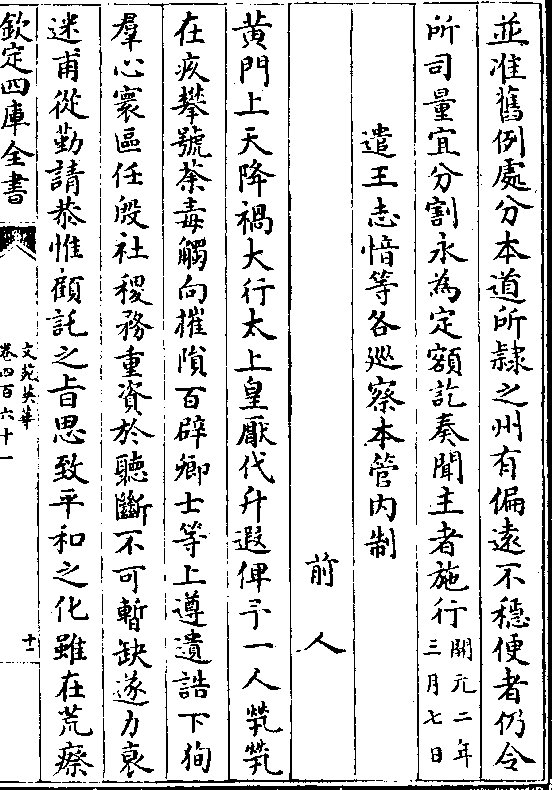 並准舊例處分本道所隷之州有偏遠不穩便者仍令
所司量宜分割永為定額訖奏聞主者施行開元二年三月七日
遣王志愔等各廵察本管内制
前人
黄門上天降禍大行太上皇厭代升遐俾予一人煢煢
在疚攀號荼毒觸向摧隕百辟卿士等上遵遺誥下狥
羣心寰區任殷社稷務重資於聽斷不可暫缺遂力衰
迷甫從勤請恭惟顧託之旨思致平和之化雖在荒瘵
欽定四庫全書
文苑英華
卷四百六十一
十二